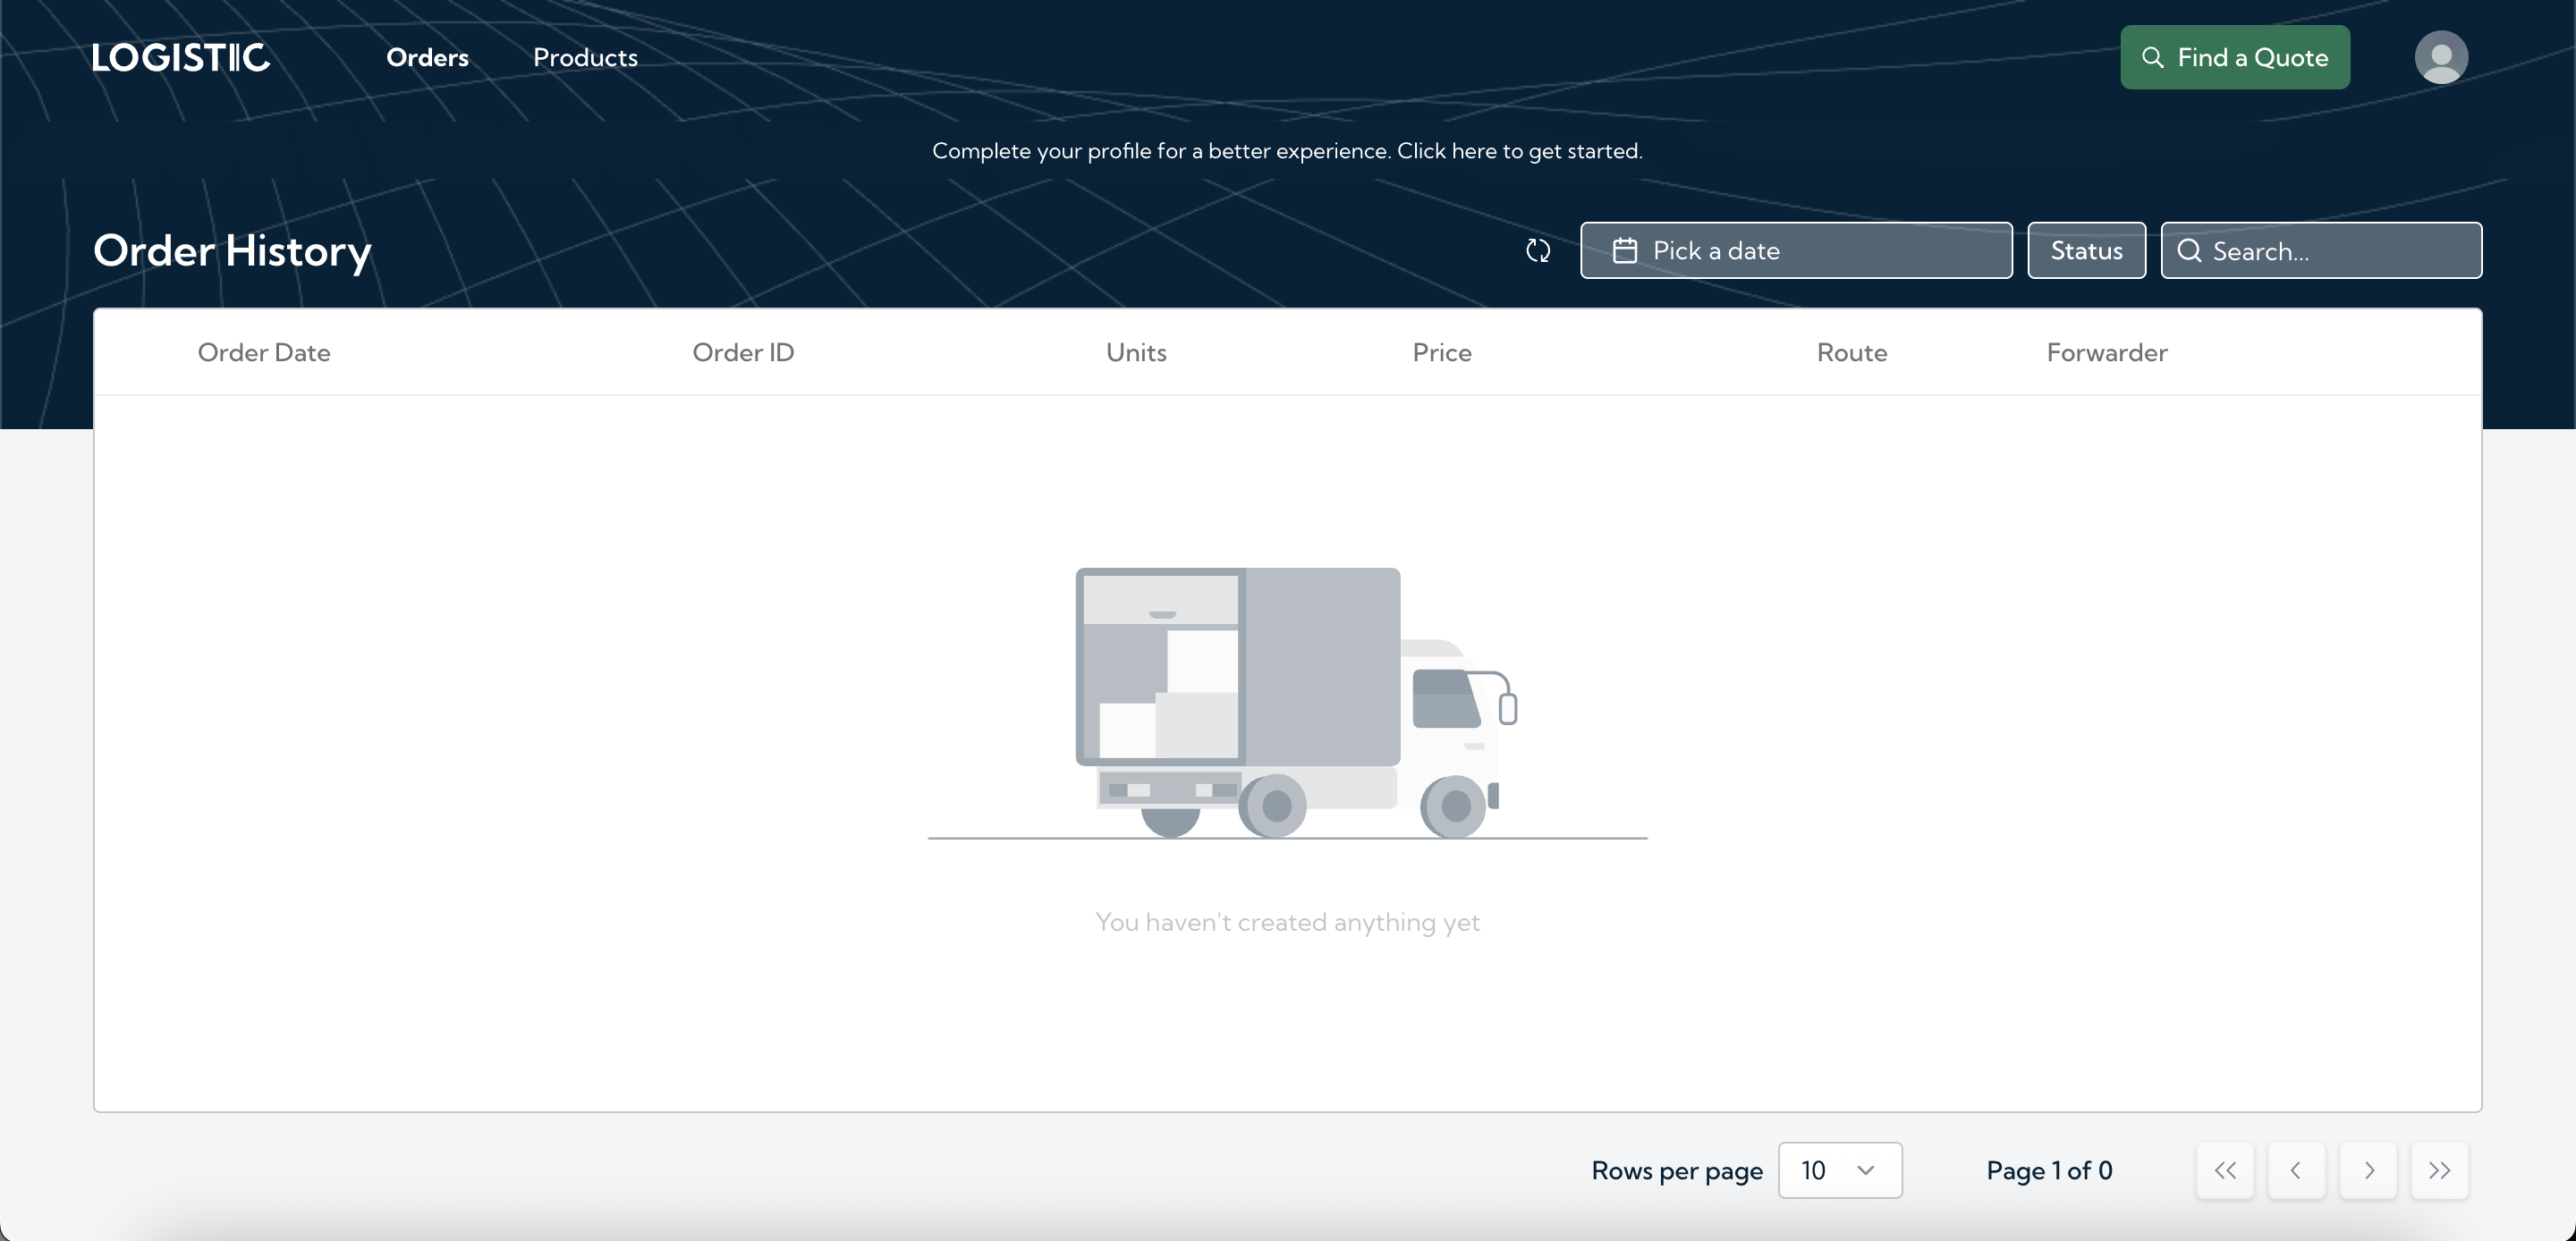 LOGISTIC
Orders
Products
Find a Quote
Complete your profile for a better experience. Click here to get started.
Order History
Pick a date
Status
Search...
Order Date
Order ID
Units
Price
Route
Forwarder
You haven't created anything yet
Rows per page
10
Page 1 of 0